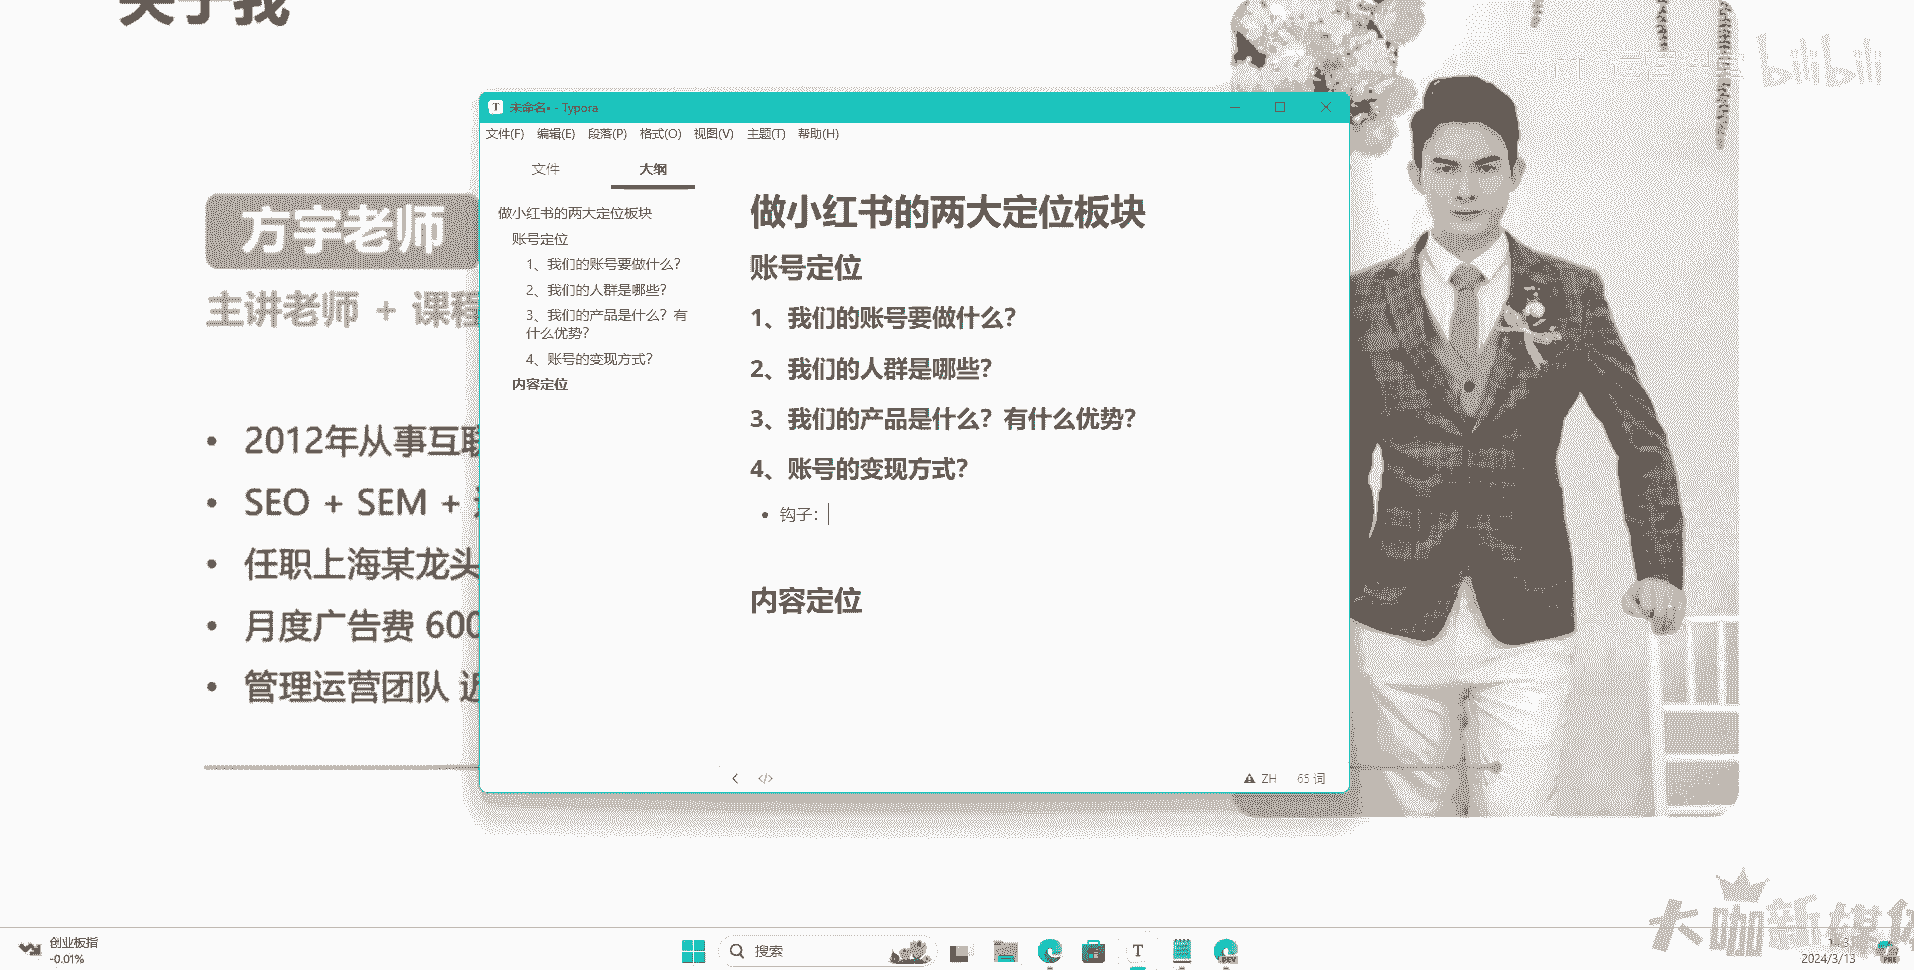 关于我
bilibili
未命名• - Typora
文件(F) 编辑(E) 段落(P) 格式(O) 视图(V) 主题(T) 帮助(H)
文件 大纲
做小红书的两大定位板块
账号定位
1、我们的账号要做什么？
2、我们的人群是哪些？
3、我们的产品是什么？有
什么优势？
4、账号的变现方式？
内容定位
做小红书的两大定位板块
账号定位
1、我们的账号要做什么？
2、我们的人群是哪些？
3、我们的产品是什么？有什么优势？
4、账号的变现方式？
• 钩子：
内容定位
</> ZH 65 词
方宇老师
主讲老师 + 课程
• 2012年从事互联
• SEO + SEM +
• 任职上海某龙头
• 月度广告费 600
• 管理运营团队 近
大咖新媒体
创业板指
-0.01%
搜索
2024/3/13